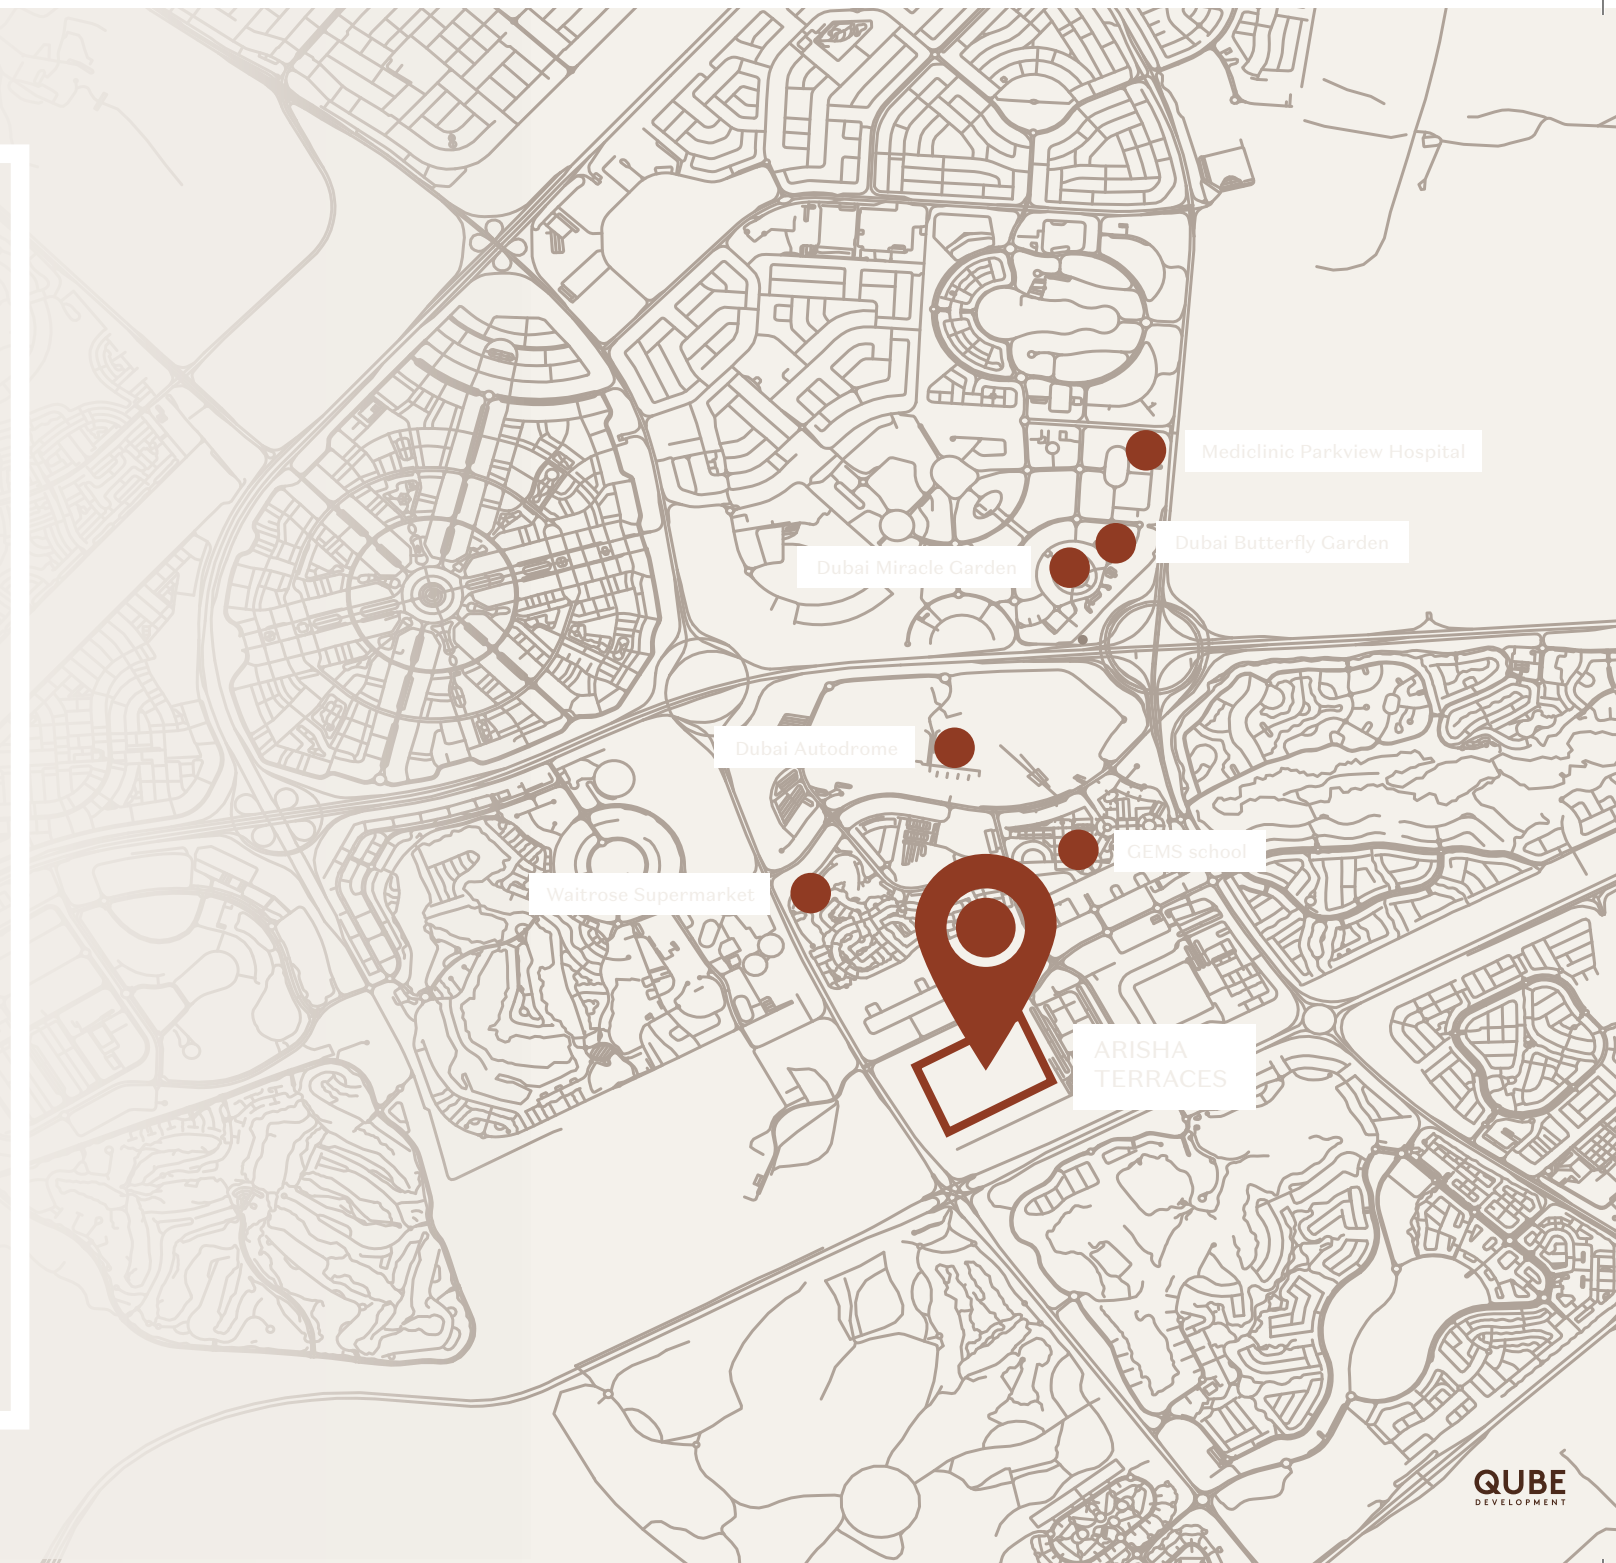 Mediclinic Parkview Hospital
Dubai Butterfly Garden
Dubai Miracle Garden
Dubai Autodrome
GEMS school
Waitrose Supermarket
ARISHA
TERRACES
QUBE
DEVELOPMENT